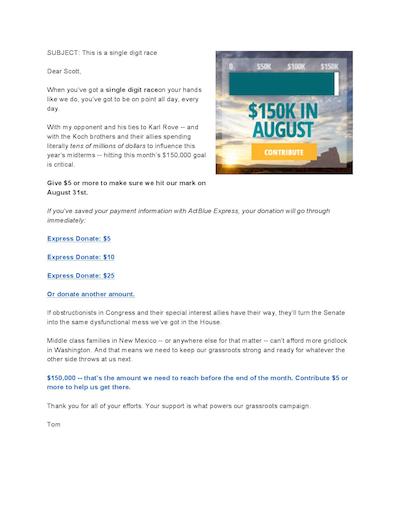 SUBJECT: This is a single digit race
Dear Scott,
When you've got a single digit raceon your hands
like we do, you've got to be on point all day, every
day.
With my opponent and his ties to Karl Rove -- and
with the Koch brothers and their allies spending
literally tens of millions of dollars to influence this
year's midterms -- hitting this month's $150,000 goal
is critical.
Give $5 or more to make sure we hit our mark on
August 31st.
0 $50K $100K $150K
$150K IN
AUGUST
CONTRIBUTE
If you've saved your payment information with ActBlue Express, your donation will go through
immediately:
Express Donate: $5
Express Donate: $10
Express Donate: $25
Or donate another amount.
If obstructionists in Congress and their special interest allies have their way, they'll turn the Senate
into the same dysfunctional mess we've got in the House.
Middle class families in New Mexico -- or anywhere else for that matter -- can't afford more gridlock
in Washington. And that means we need to keep our grassroots strong and ready for whatever the
other side throws at us next.
$150,000 -- that's the amount we need to reach before the end of the month. Contribute $5 or
more to help us get there.
Thank you for all of your efforts. Your support is what powers our grassroots campaign.
Tom